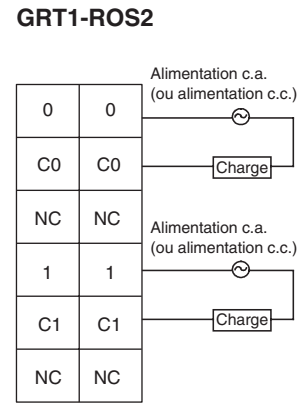 GRT1-ROS2
Alimentation c.a.
(ou alimentation c.c.)
0 0
C0 C0
Charge
NC NC
Alimentation c.a.
(ou alimentation c.c.)
1 1
C1 C1
Charge
NC NC